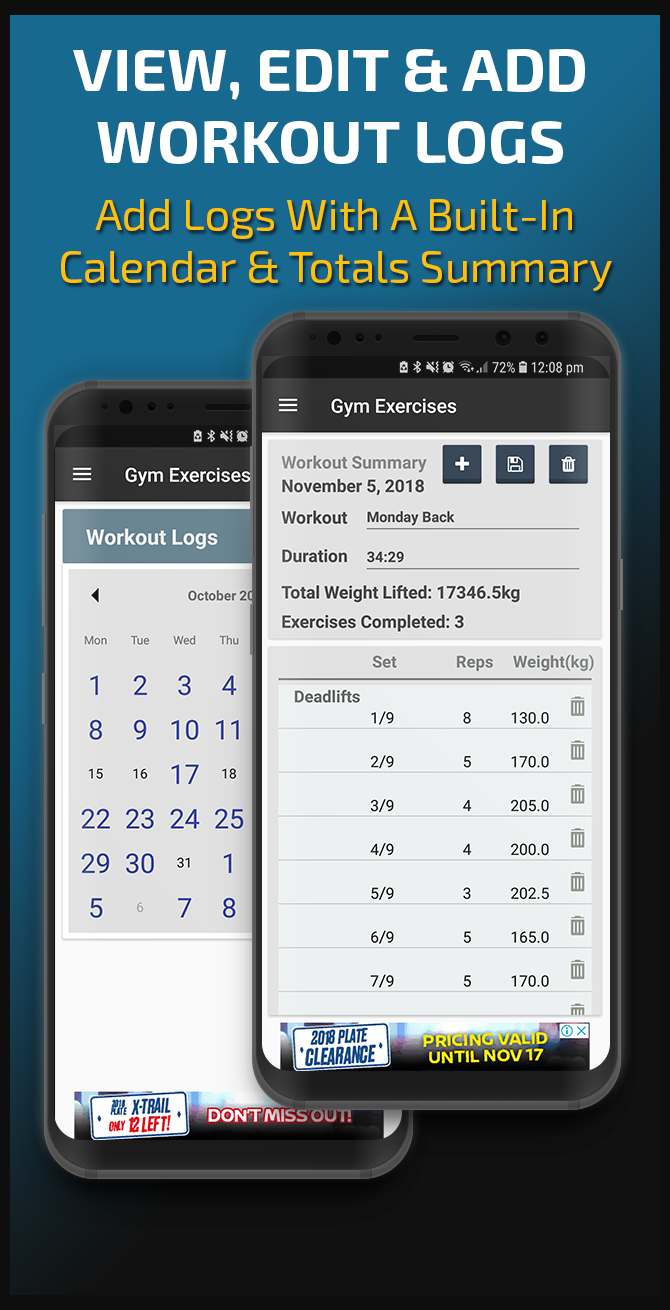 VIEW, EDIT & ADD
WORKOUT LOGS
Add Logs With A Built-In
Calendar & Totals Summary
72% 12:08 pm
Gym Exercises
Workout Summary
November 5, 2018
Workout Monday Back
Duration 34:29
Total Weight Lifted: 17346.5kg
Exercises Completed: 3
Set Reps Weight(kg)
Deadlifts
1/9 8 130.0
2/9 5 170.0
3/9 4 205.0
4/9 4 200.0
5/9 3 202.5
6/9 5 165.0
7/9 5 170.0
2018 PLATE
CLEARANCE
PRICING VALID
UNTIL NOV 17
Gym Exercises
Workout Logs
October 20
Mon Tue Wed Thu
1 2 3 4
8 9 10 11
15 16 17 18
22 23 24 25
29 30 31 1
5 6 7 8
2018
PLATE
X-TRAIL
ONLY 12 LEFT!
DON'T MISS OUT!